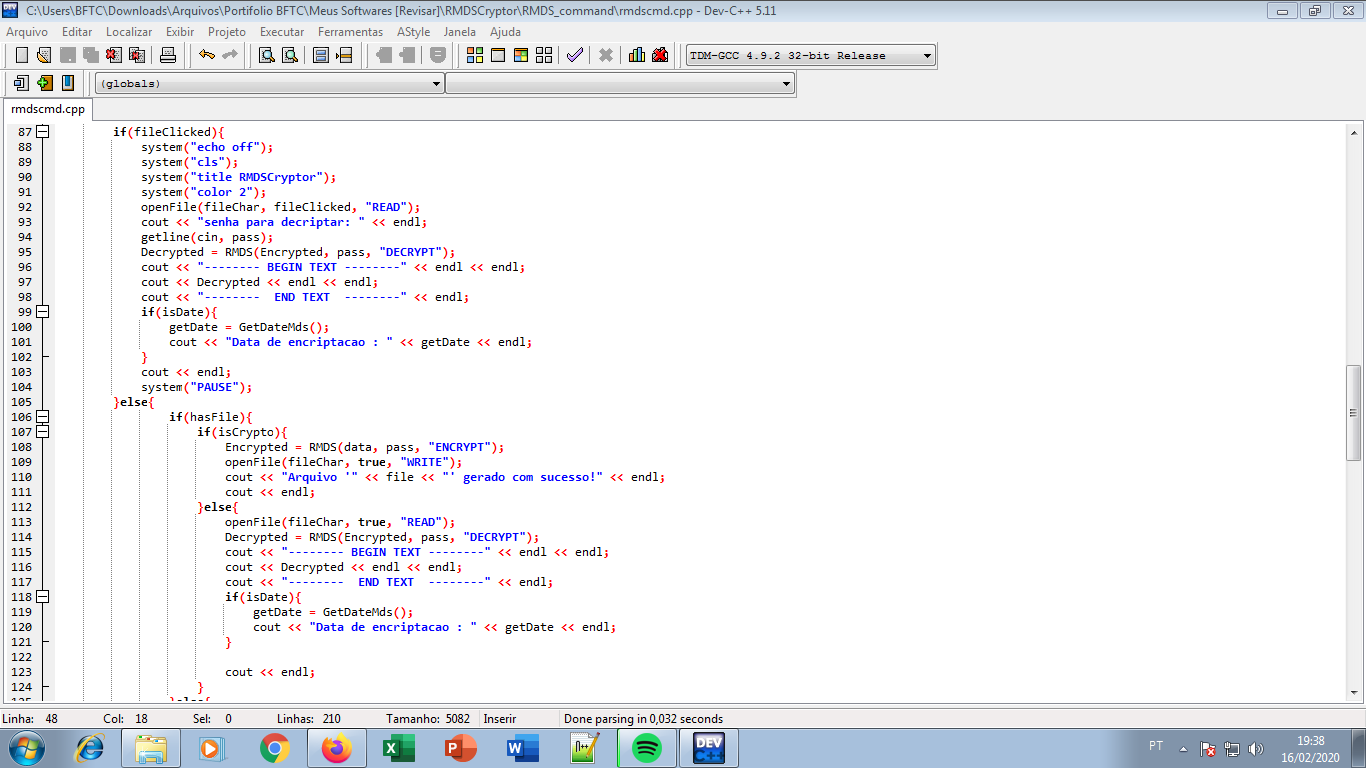 C:\Users\BFTC\Downloads\Arquivos\Portifolio BFTC\Meus Softwares [Revisar]\RMDSCryptor\RMDS_command\rmdscmd.cpp - Dev-C++ 5.11
Arquivo Editar Localizar Exibir Projeto Executar Ferramentas AStyle Janela Ajuda
TDM-GCC 4.9.2 32-bit Release
(globals)
rmdscmd.cpp
87 if(fileClicked){
88 system("echo off");
89 system("cls");
90 system("title RMDSCryptor");
91 system("color 2");
92 openFile(fileChar, fileClicked, "READ");
93 cout << "senha para decriptar: " << endl;
94 getline(cin, pass);
95 Decrypted = RMDS(Encrypted, pass, "DECRYPT");
96 cout << "-------- BEGIN TEXT --------" << endl << endl;
97 cout << Decrypted << endl << endl;
98 cout << "--------  END TEXT  --------" << endl;
99 if(isDate){
100 getDate = GetDateMds();
101 cout << "Data de encriptacao : " << getDate << endl;
102 }
103 cout << endl;
104 system("PAUSE");
105 }else{
106 if(hasFile){
107 if(isCrypto){
108 Encrypted = RMDS(data, pass, "ENCRYPT");
109 openFile(fileChar, true, "WRITE");
110 cout << "Arquivo '" << file << "' gerado com sucesso!" << endl;
111 cout << endl;
112 }else{
113 openFile(fileChar, true, "READ");
114 Decrypted = RMDS(Encrypted, pass, "DECRYPT");
115 cout << "-------- BEGIN TEXT --------" << endl << endl;
116 cout << Decrypted << endl << endl;
117 cout << "--------  END TEXT  --------" << endl;
118 if(isDate){
119 getDate = GetDateMds();
120 cout << "Data de encriptacao : " << getDate << endl;
121 }
122
123 cout << endl;
124 }
125 }else{
Linha: 48 Col: 18 Sel: 0 Linhas: 210 Tamanho: 5082 Inserir Done parsing in 0,032 seconds
DEV C++
PT
19:38
16/02/2020